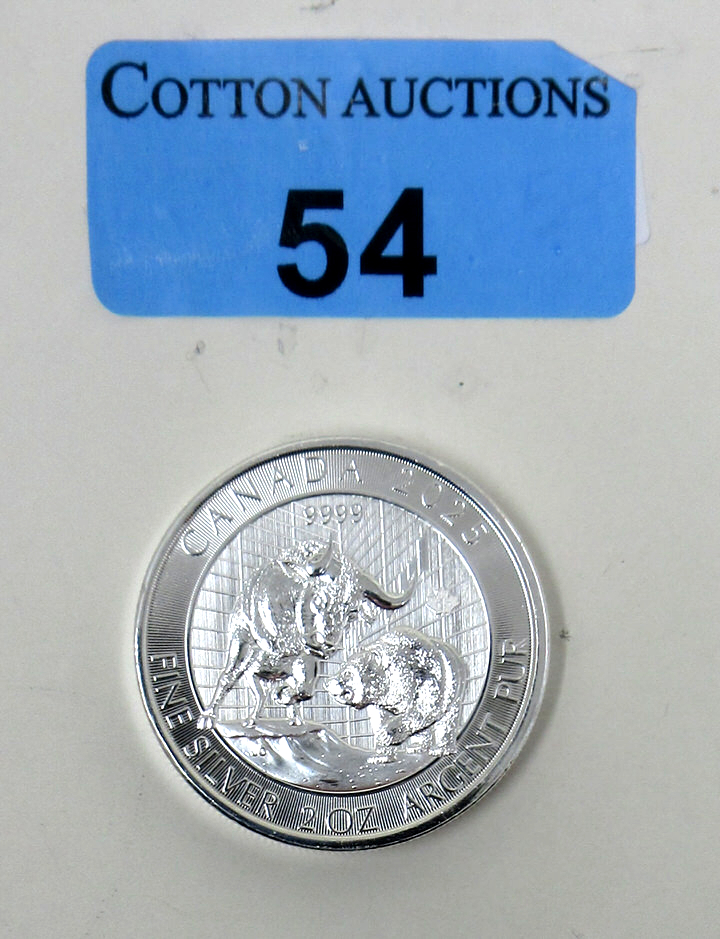 COTTON AUCTIONS
54
CANADA 2025
9999
FINE SILVER 2 OZ ARGENT PUR